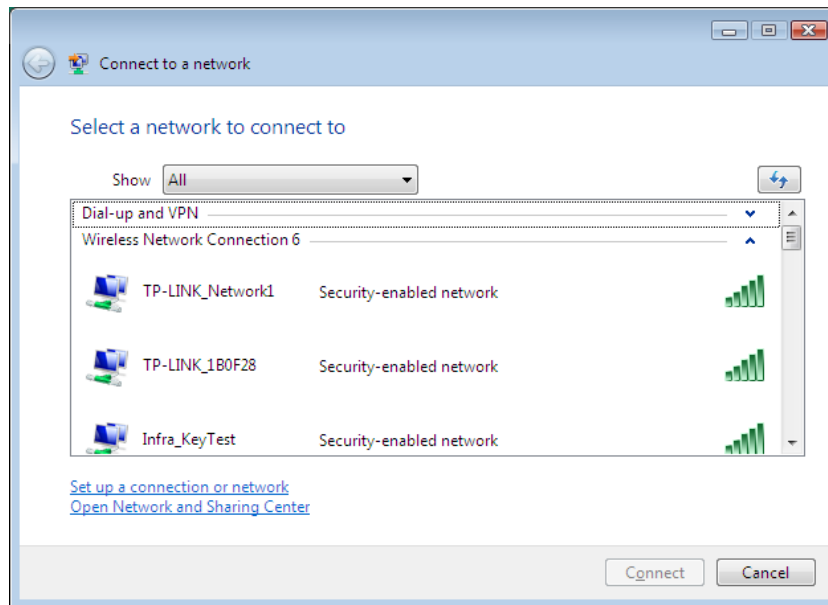 Connect to a network
Select a network to connect to
Show All
Dial-up and VPN
Wireless Network Connection 6
TP-LINK_Network1 Security-enabled network
TP-LINK_1B0F28 Security-enabled network
Infra_KeyTest Security-enabled network
Set up a connection or network
Open Network and Sharing Center
Connect Cancel